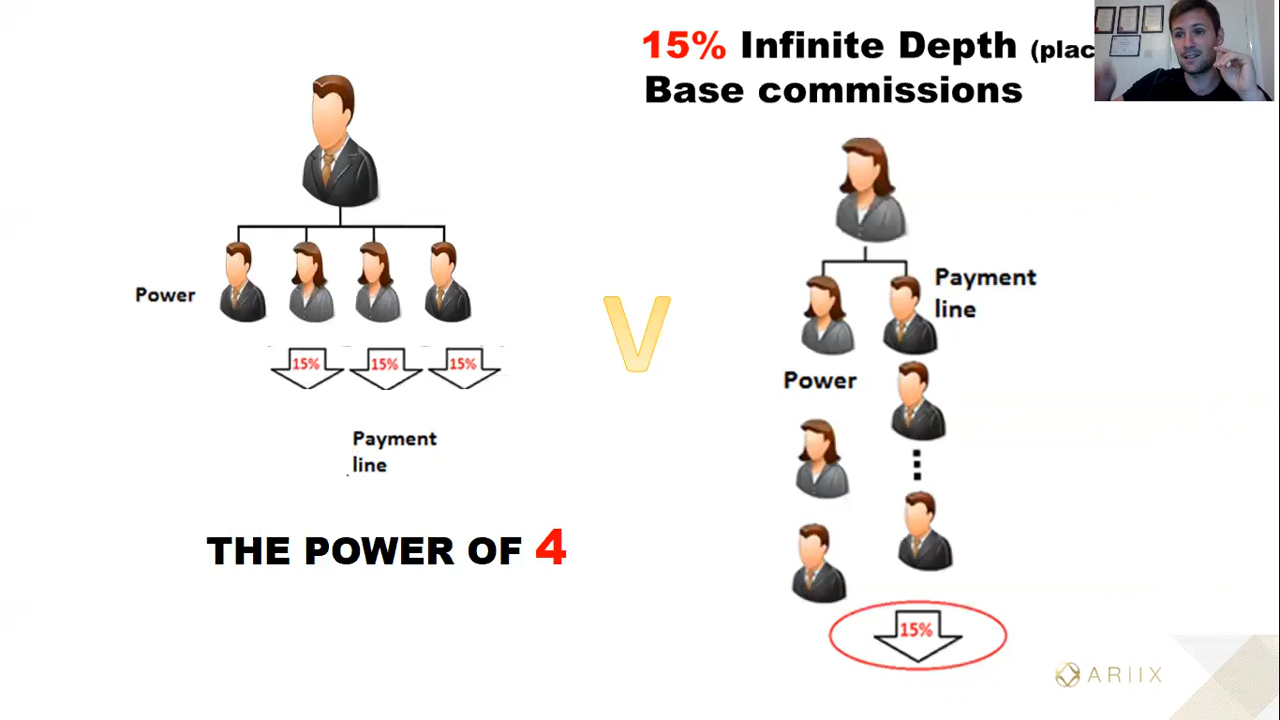 15% Infinite Depth (plac
Base commissions
Power
15% 15% 15%
Payment
line
THE POWER OF 4
V
Payment
line
Power
15%
ARIIX